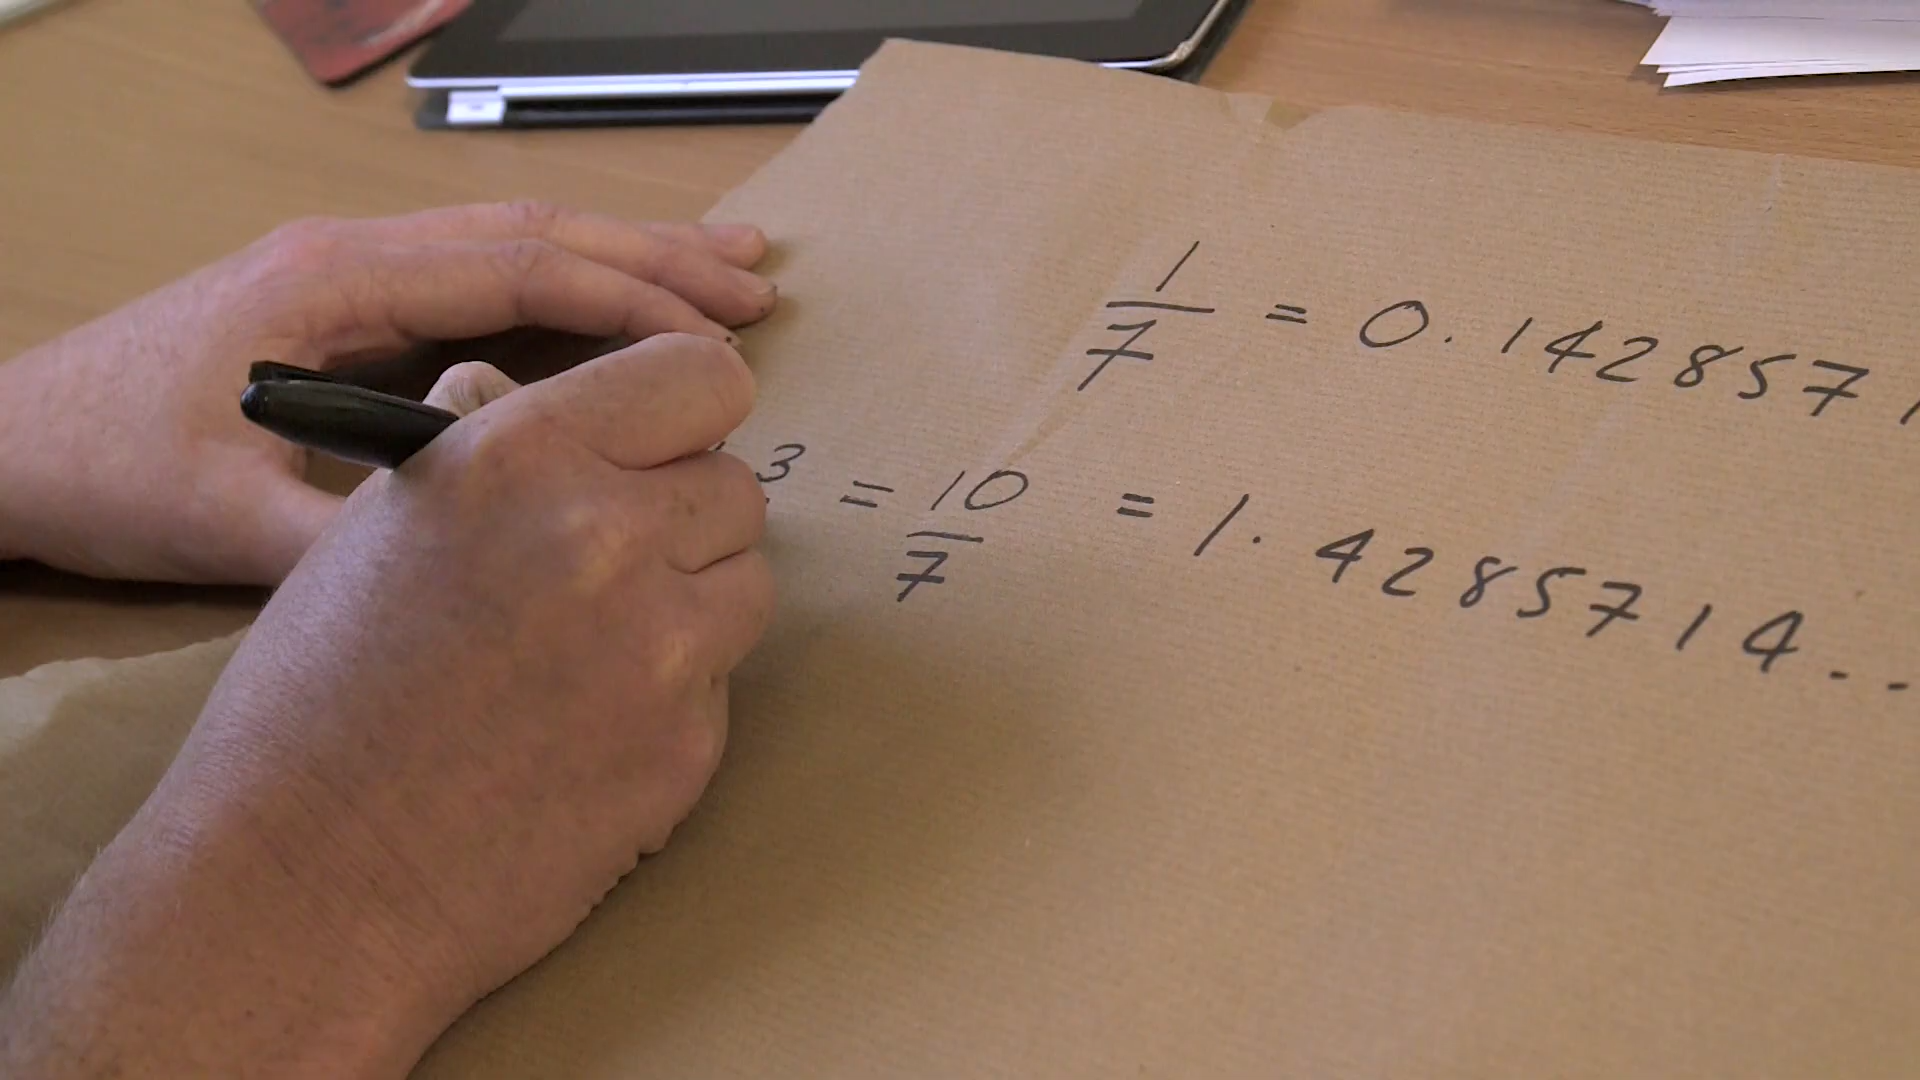 1/7 = 0.142857
3 = 10/7 = 1.4285714...